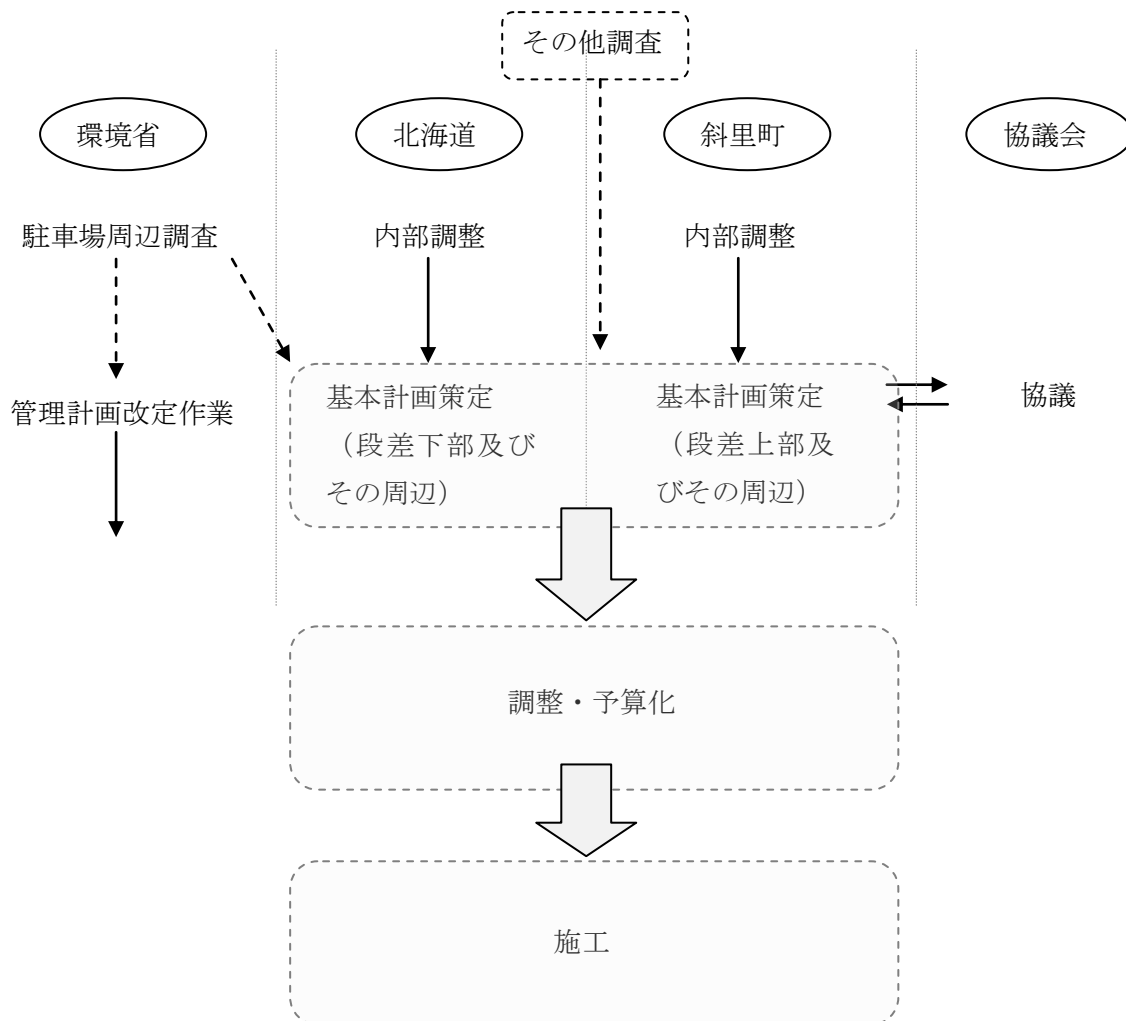 その他調査
環境省
北海道
斜里町
協議会
駐車場周辺調査
内部調整
内部調整
管理計画改定作業
基本計画策定
（段差下部及び
その周辺）
基本計画策定
（段差上部及
びその周辺）
協議
調整・予算化
施工